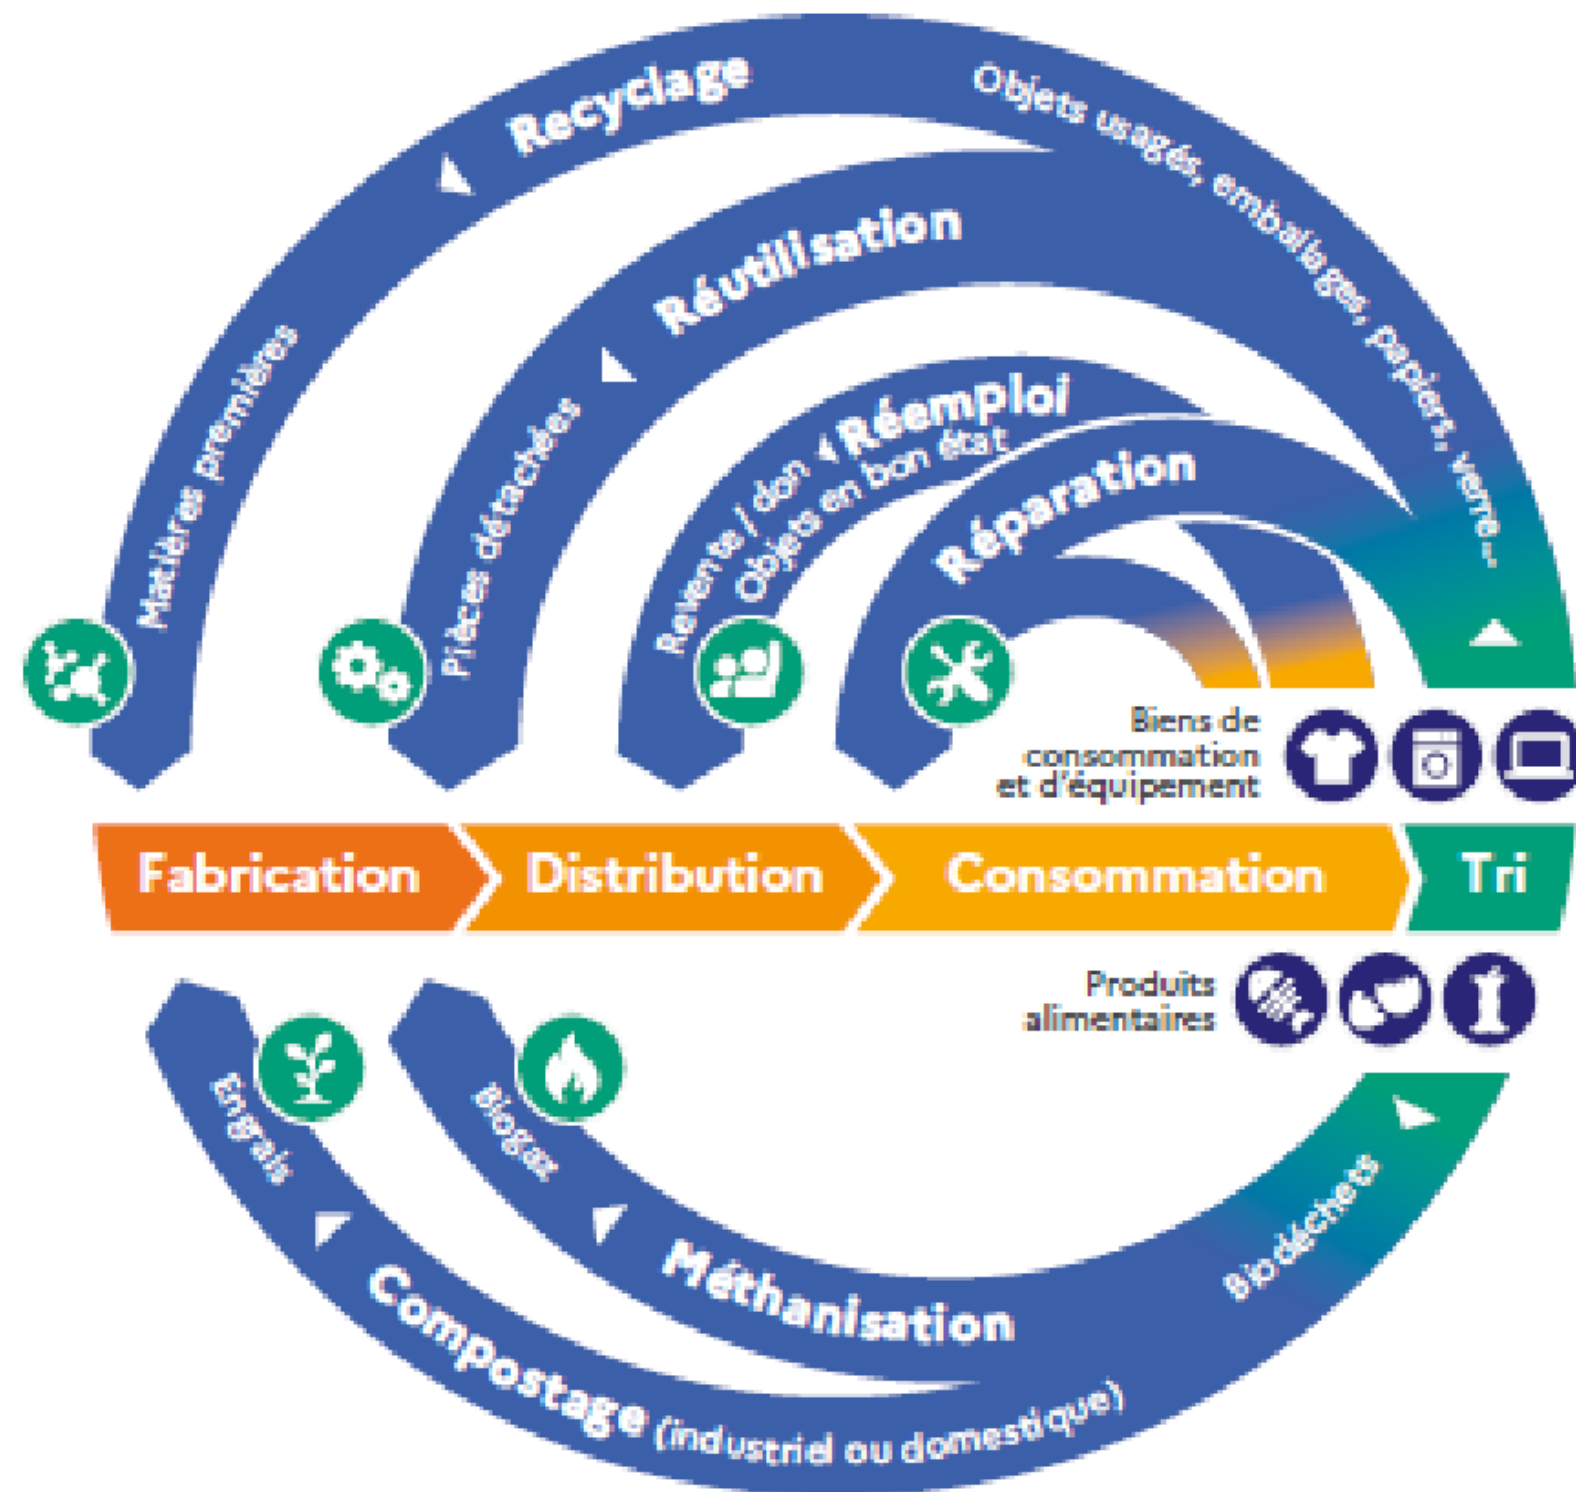 Recyclage
Objets usagés, emballages, papiers, verre...
Réutilisation
Matières premières
Pièces détachées
Réemploi
Revente / don
Objets en bon état
Réparation
Biens de
consommation
et d'équipement
Fabrication
Distribution
Consommation
Tri
Produits
alimentaires
Engrais
Biogaz
Biodéchets
Méthanisation
Compostage (industriel ou domestique)